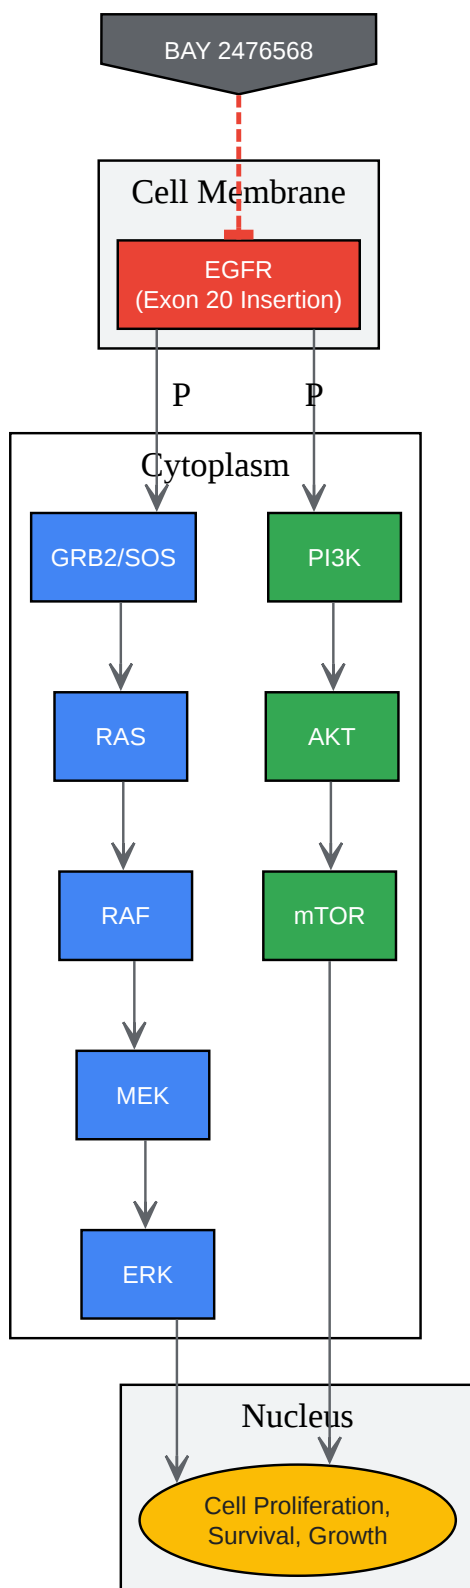 BAY 2476568
Cell Membrane
EGFR
(Exon 20 Insertion)
P
P
Cytoplasm
GRB2/SOS
PI3K
RAS
AKT
RAF
mTOR
MEK
ERK
Nucleus
Cell Proliferation,
Survival, Growth